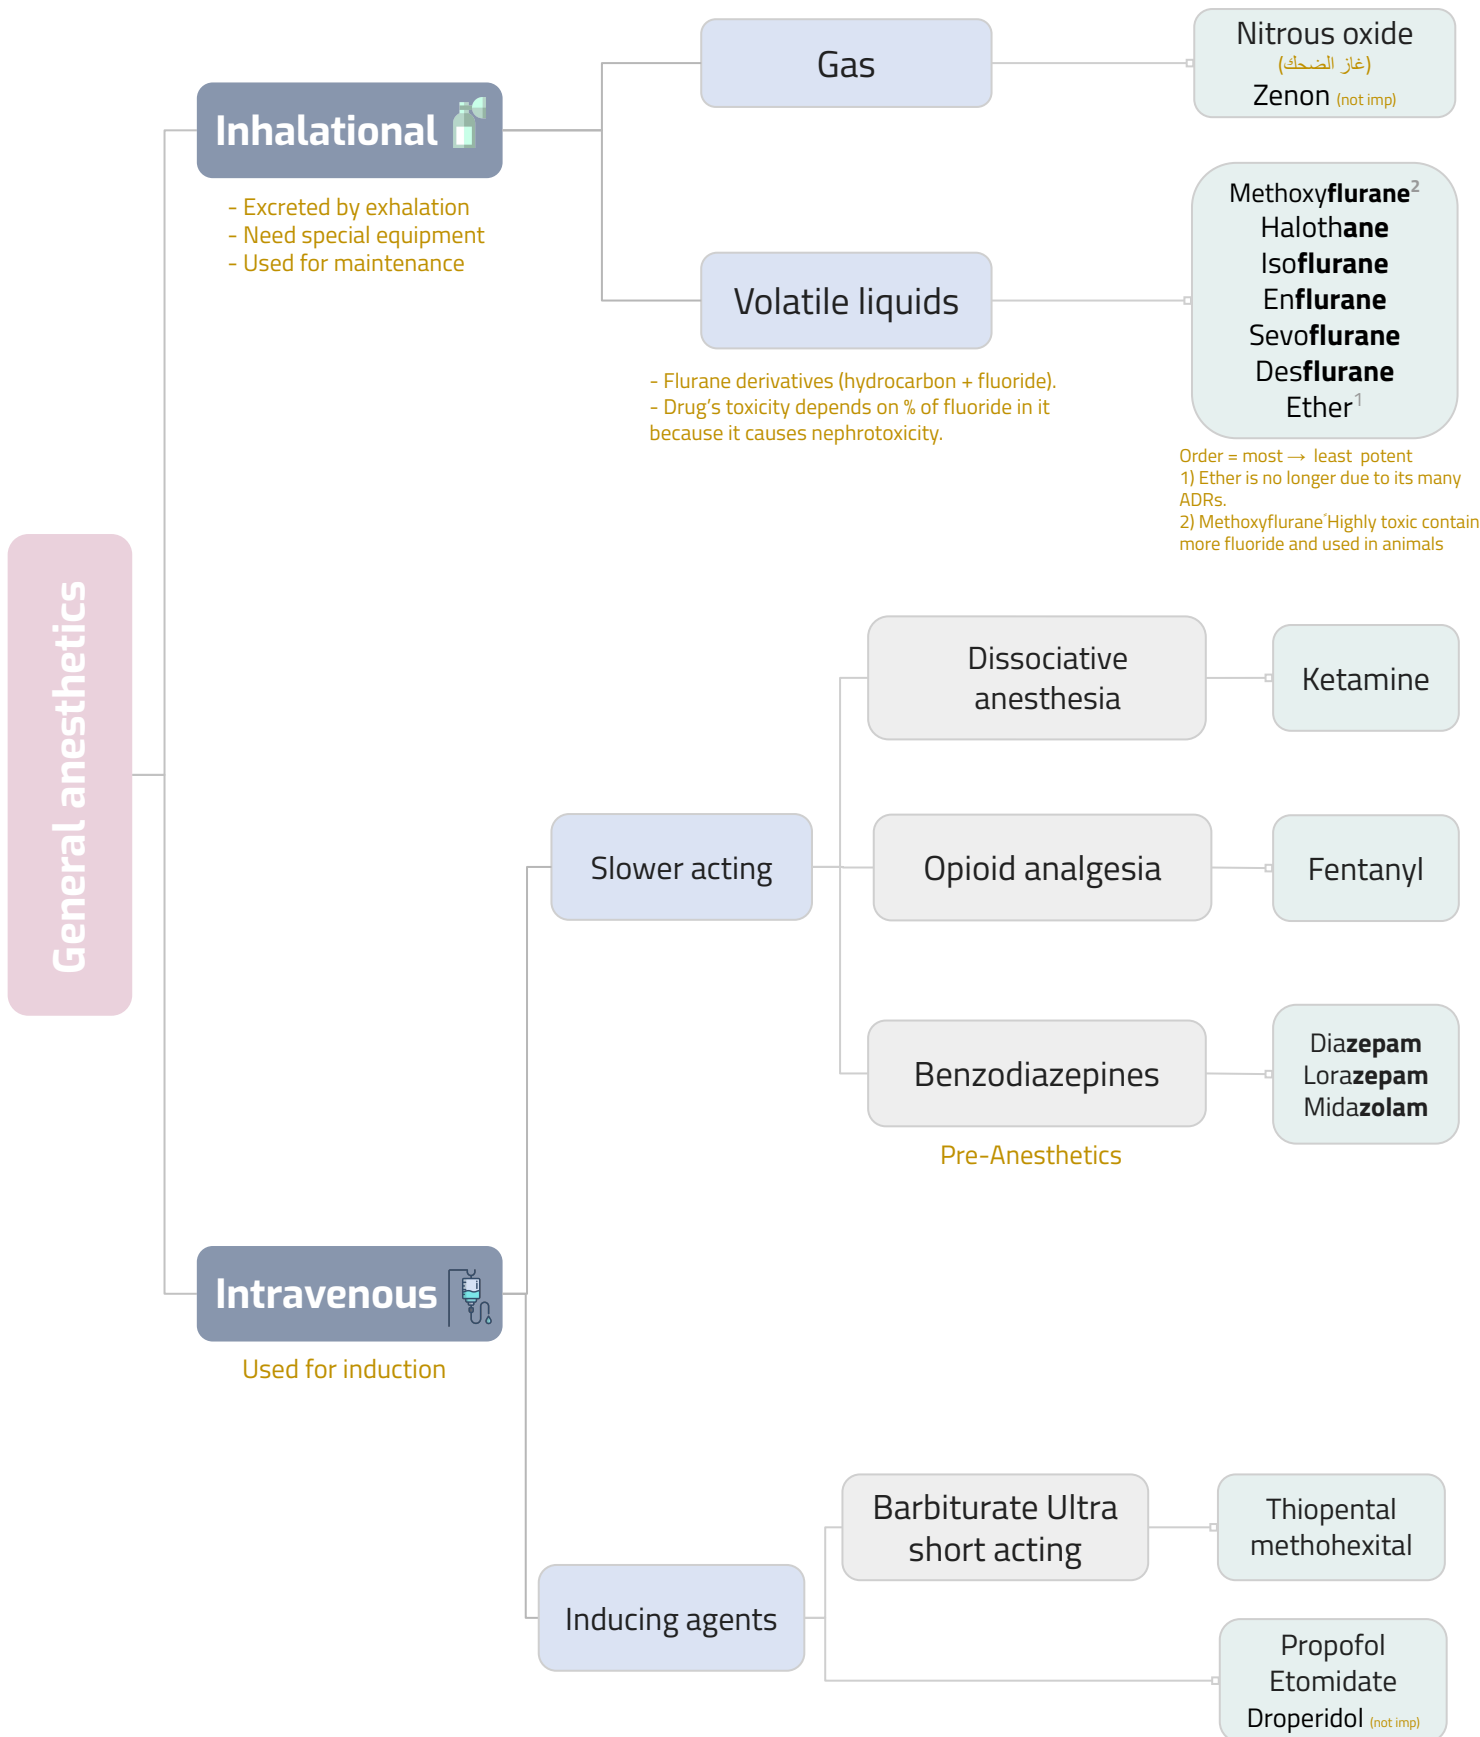 General anesthetics
Inhalational
- Excreted by exhalation
- Need special equipment
- Used for maintenance
Gas
Nitrous oxide
(غاز الضحك)
Zenon (not imp)
Volatile liquids
- Flurane derivatives (hydrocarbon + fluoride).
- Drug’s toxicity depends on % of fluoride in it
because it causes nephrotoxicity.
Methoxyflurane²
Halothane
Isoflurane
Enflurane
Sevoflurane
Desflurane
Ether¹
Order = most → least potent
1) Ether is no longer due to its many
ADRs.
2) Methoxyflurane´Highly toxic contain
more fluoride and used in animals
Intravenous
Used for induction
Slower acting
Dissociative
anesthesia
Ketamine
Opioid analgesia
Fentanyl
Benzodiazepines
Pre-Anesthetics
Diazepam
Lorazepam
Midazolam
Inducing agents
Barbiturate Ultra
short acting
Thiopental
methohexital
Propofol
Etomidate
Droperidol (not imp)